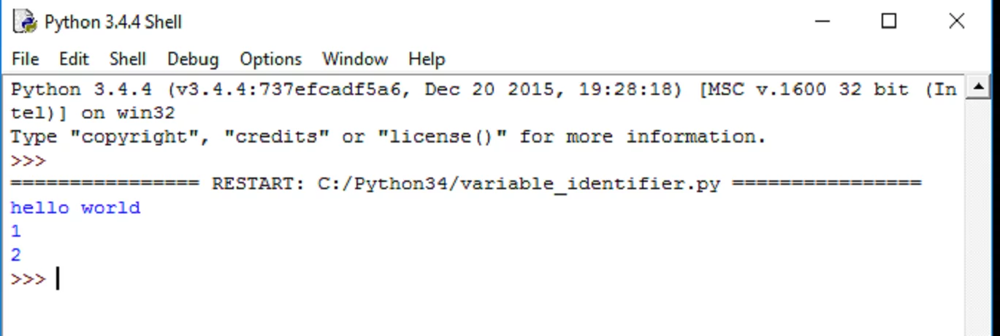 Python 3.4.4 Shell
File Edit Shell Debug Options Window Help
Python 3.4.4 (v3.4.4:737efcadf5a6, Dec 20 2015, 19:28:18) [MSC v.1600 32 bit (In
tel)] on win32
Type "copyright", "credits" or "license()" for more information.
>>>
================ RESTART: C:/Python34/variable_identifier.py ================
hello world
1
2
>>>